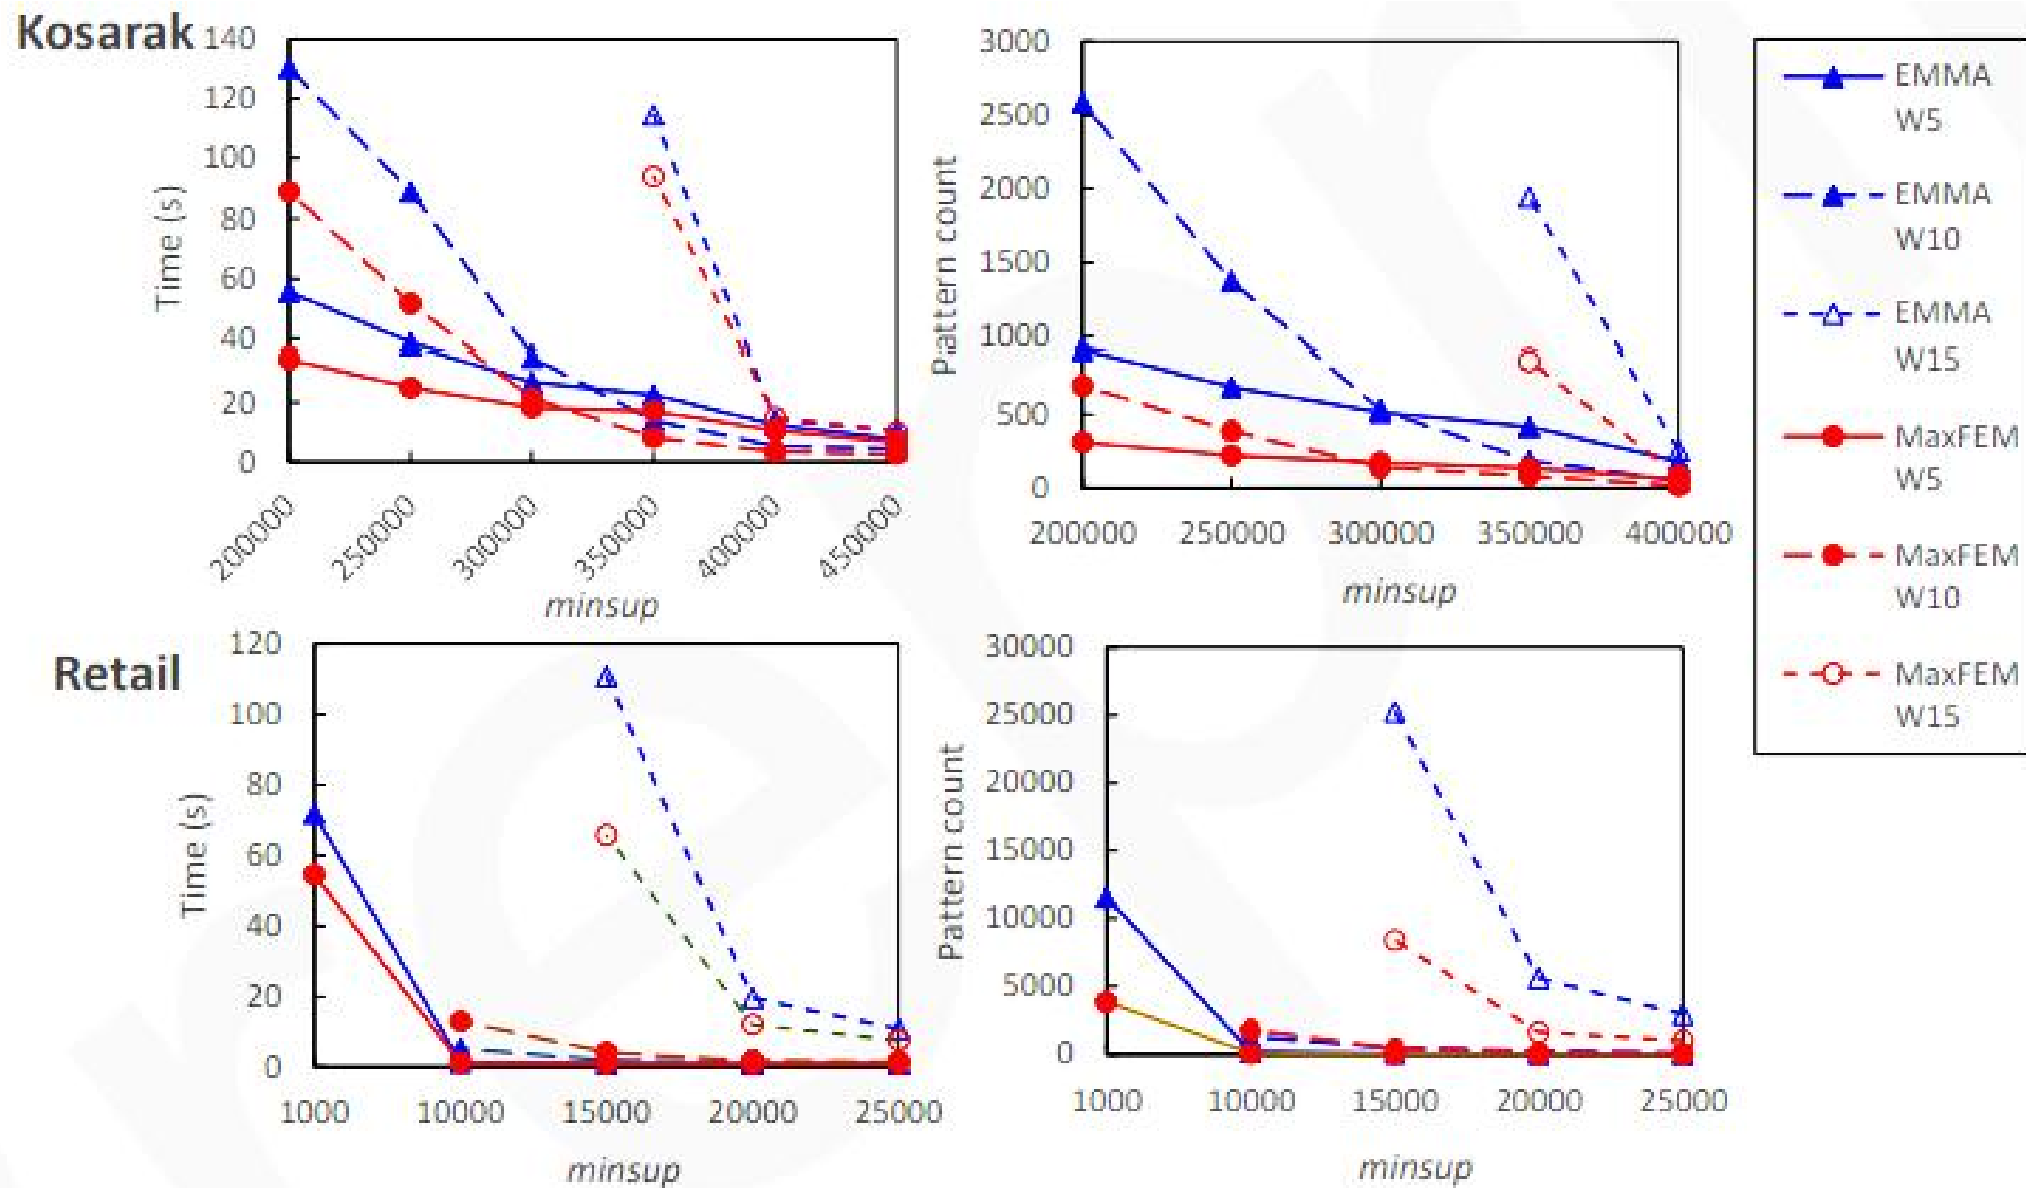 Kosarak
140
120
100
80
60
40
20
0
Time (s)
200000
250000
300000
350000
400000
450000
minsup
3000
2500
2000
1500
1000
500
0
Pattern count
200000 250000 300000 350000 400000
minsup
EMMA
W5
EMMA
W10
EMMA
W15
MaxFEM
W5
MaxFEM
W10
MaxFEM
W15
Retail
120
100
80
60
40
20
0
Time (s)
1000 10000 15000 20000 25000
minsup
30000
25000
20000
15000
10000
5000
0
Pattern count
1000 10000 15000 20000 25000
minsup